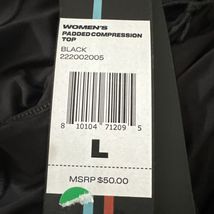 WOMEN'S
PADDED COMPRESSION
TOP
BLACK
222002005
8 10104 71209 5
L
MSRP $50.00